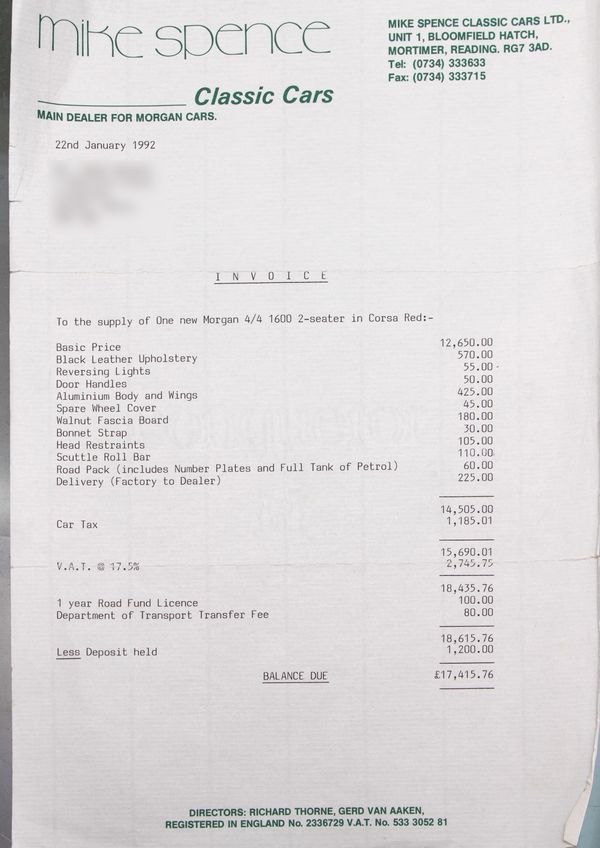 mike spence
Classic Cars
MAIN DEALER FOR MORGAN CARS.
MIKE SPENCE CLASSIC CARS LTD.,
UNIT 1, BLOOMFIELD HATCH,
MORTIMER, READING. RG7 3AD.
Tel: (0734) 333633
Fax: (0734) 333715
22nd January 1992
I N V O I C E
To the supply of One new Morgan 4/4 1600 2-seater in Corsa Red:-
Basic Price 12,650.00
Black Leather Upholstery 570.00
Reversing Lights 55.00
Door Handles 50.00
Aluminium Body and Wings 425.00
Spare Wheel Cover 45.00
Walnut Fascia Board 180.00
Bonnet Strap 30.00
Head Restraints 105.00
Scuttle Roll Bar 110.00
Road Pack (includes Number Plates and Full Tank of Petrol) 60.00
Delivery (Factory to Dealer) 225.00
14,505.00
Car Tax 1,185.01
15,690.01
V.A.T. @ 17.5% 2,745.75
18,435.76
1 year Road Fund Licence 100.00
Department of Transport Transfer Fee 80.00
18,615.76
Less Deposit held 1,200.00
BALANCE DUE £17,415.76
DIRECTORS: RICHARD THORNE, GERD VAN AAKEN,
REGISTERED IN ENGLAND No. 2336729 V.A.T. No. 533 3052 81